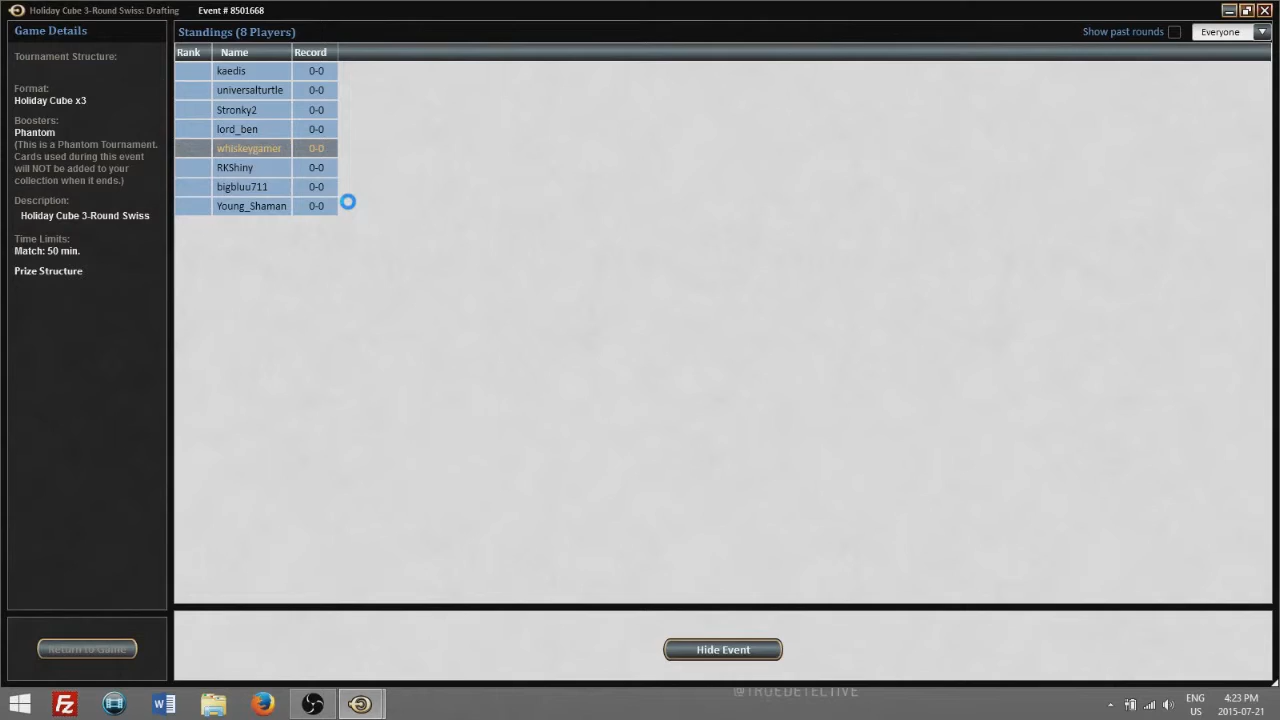 Holiday Cube 3-Round Swiss: Drafting Event # 8501668
Game Details
Tournament Structure:
Format:
Holiday Cube x3
Boosters:
Phantom
(This is a Phantom Tournament.
Cards used during this event
will NOT be added to your
collection when it ends.)
Description:
Holiday Cube 3-Round Swiss
Time Limits:
Match: 50 min.
Prize Structure
Return to Game
Standings (8 Players) Show past rounds Everyone
Rank Name Record
kaedis 0-0
universalturtle 0-0
Stronky2 0-0
lord_ben 0-0
whiskeygamer 0-0
RKShiny 0-0
bigbluu711 0-0
Young_Shaman 0-0
Hide Event
@TRUEDETECTIVE
ENG
US
4:23 PM
2015-07-21